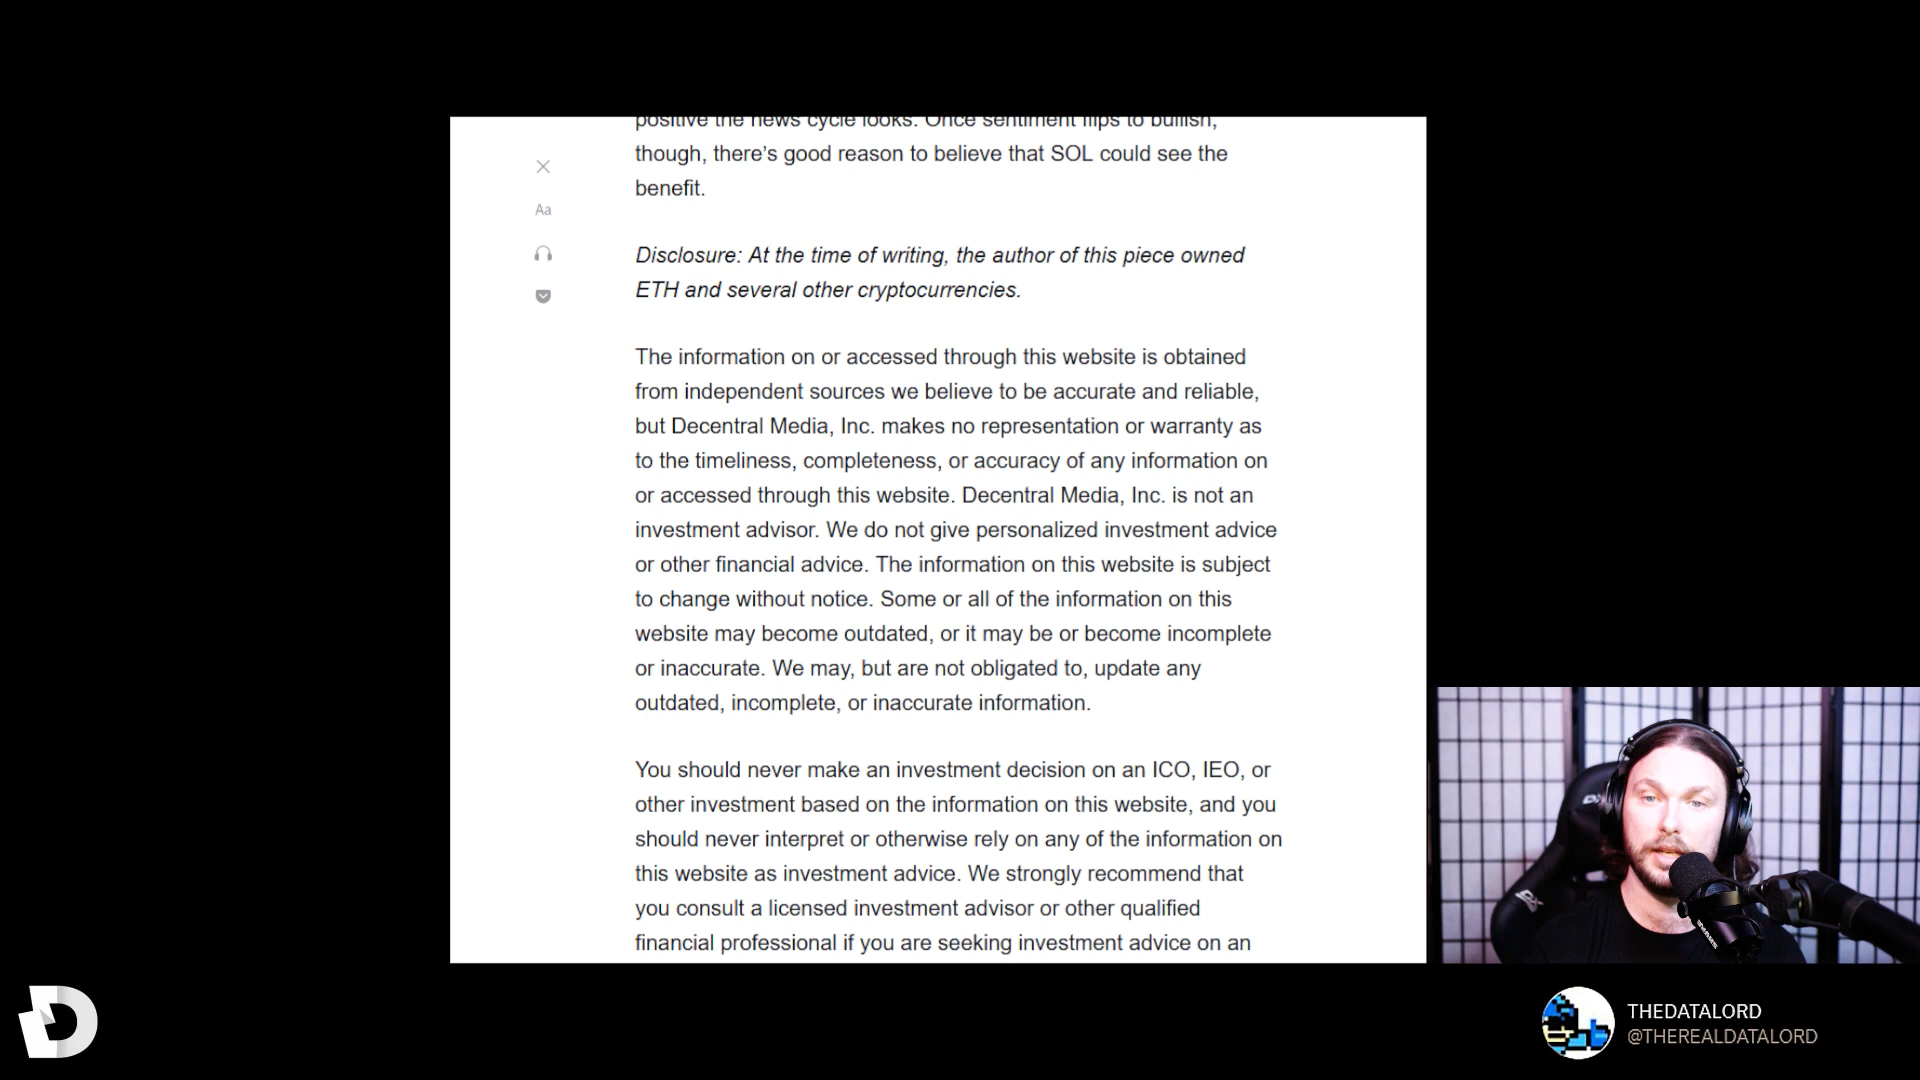 positive the news cycle looks. Once sentiment flips to bullish,
though, there’s good reason to believe that SOL could see the
benefit.
Aa
Disclosure: At the time of writing, the author of this piece owned
ETH and several other cryptocurrencies.
The information on or accessed through this website is obtained
from independent sources we believe to be accurate and reliable,
but Decentral Media, Inc. makes no representation or warranty as
to the timeliness, completeness, or accuracy of any information on
or accessed through this website. Decentral Media, Inc. is not an
investment advisor. We do not give personalized investment advice
or other financial advice. The information on this website is subject
to change without notice. Some or all of the information on this
website may become outdated, or it may be or become incomplete
or inaccurate. We may, but are not obligated to, update any
outdated, incomplete, or inaccurate information.
You should never make an investment decision on an ICO, IEO, or
other investment based on the information on this website, and you
should never interpret or otherwise rely on any of the information on
this website as investment advice. We strongly recommend that
you consult a licensed investment advisor or other qualified
financial professional if you are seeking investment advice on an
D
THEDATALORD
@THEREALDATALORD